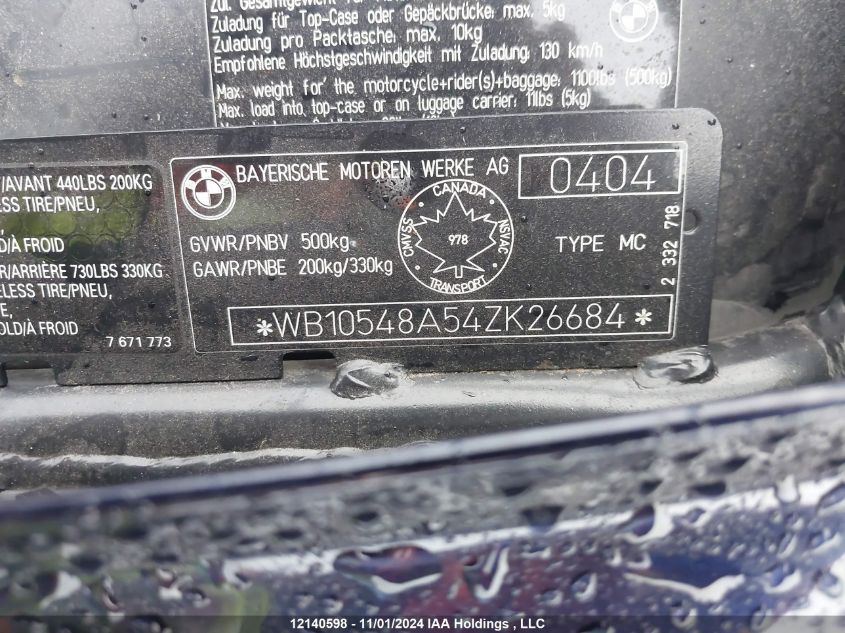 Zul. Gesamtgewicht für
Zuladung für Top-Case oder Gepäckbrücke: max. 5kg
Zuladung pro Packtasche: max. 10kg
Empfohlene Höchstgeschwindigkeit mit Zuladung: 130 km/h
Max. weight for the motorcycle+rider(s)+baggage: 1100lbs (500kg)
Max. load into top-case or on luggage carrier: 11lbs (5kg)
/AVANT 440LBS 200KG
LESS TIRE/PNEU,
D/À FROID
R/ARRIÈRE 730LBS 330KG
ELESS TIRE/PNEU,
OLD/À FROID
7 671 773
BAYERISCHE MOTOREN WERKE AG
0404
GVWR/PNBV 500kg
GAWR/PNBE 200kg/330kg
CANADA
CMVSS
NSVAC
978
TRANSPORT
TYPE MC
2 332 718
*WB10548A54ZK26684*
12140598 - 11/01/2024 IAA Holdings , LLC